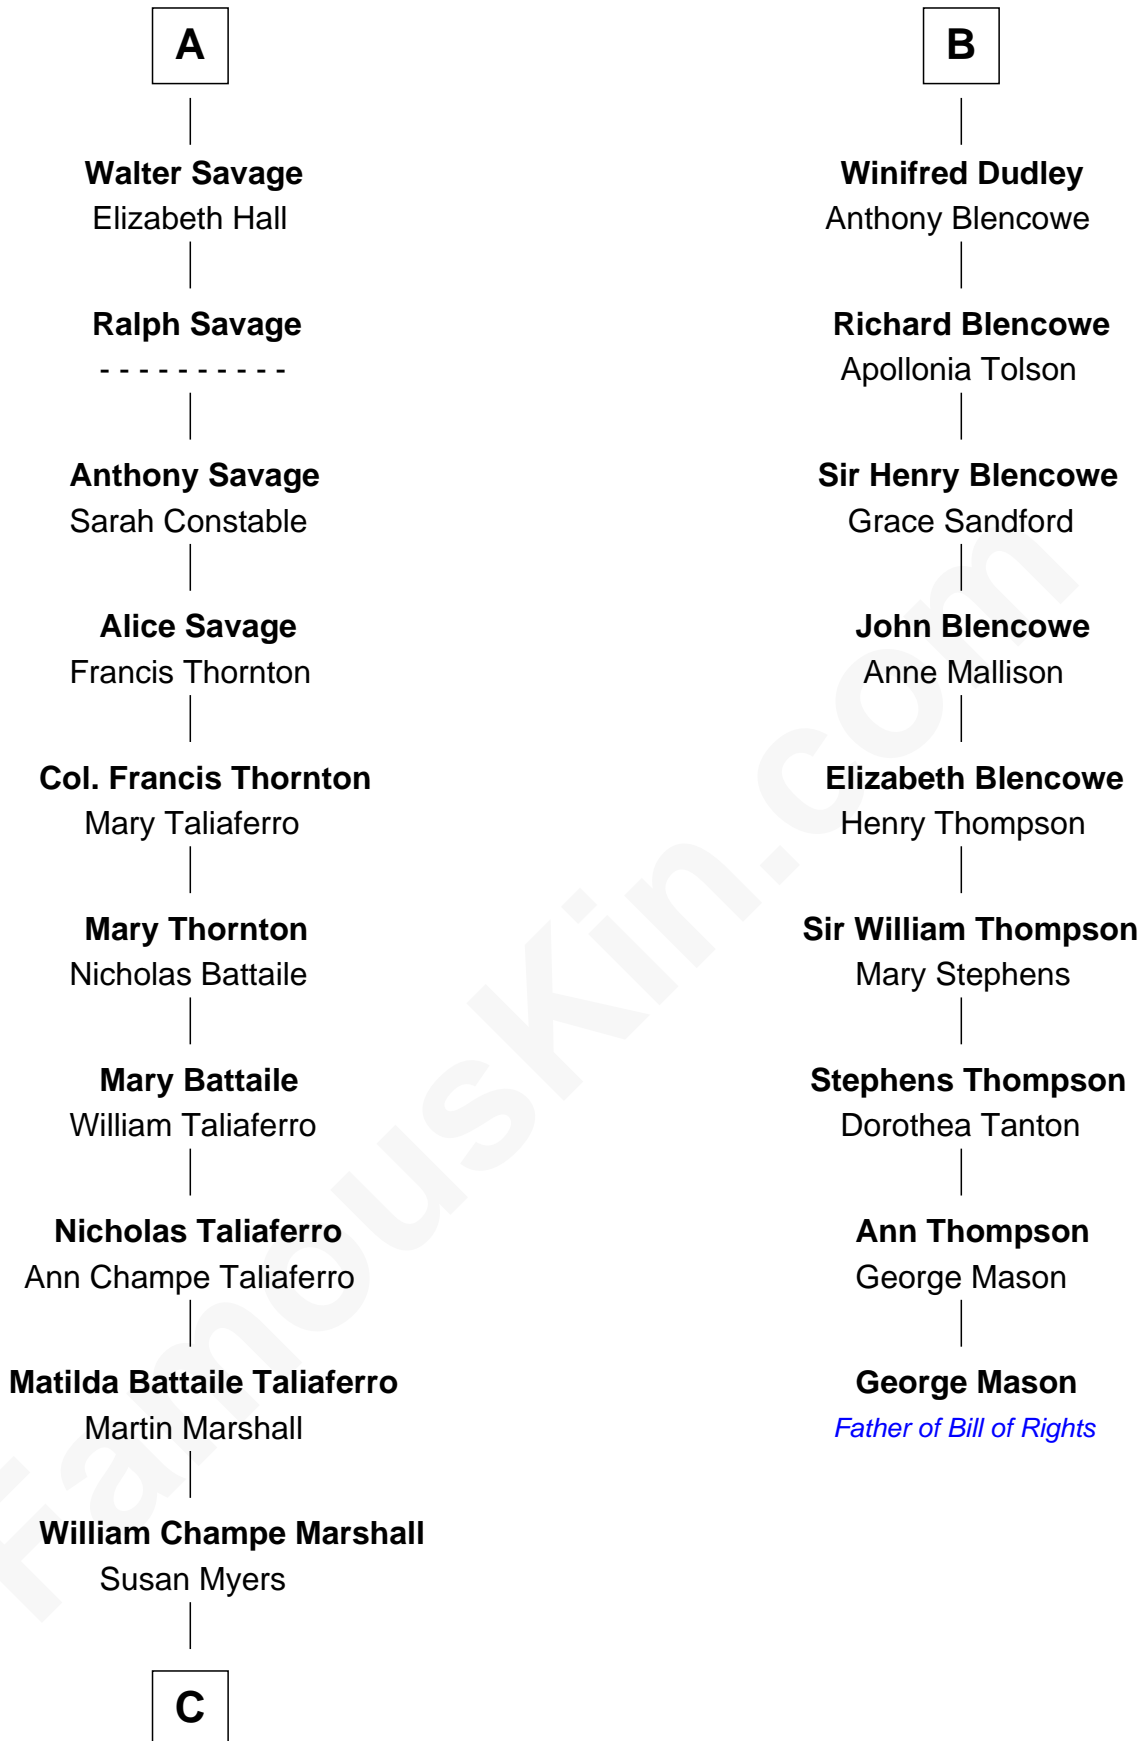 A
Walter Savage
Elizabeth Hall
Ralph Savage
- - - - - - - - - -
Anthony Savage
Sarah Constable
Alice Savage
Francis Thornton
Col. Francis Thornton
Mary Taliaferro
Mary Thornton
Nicholas Battaile
Mary Battaile
William Taliaferro
Nicholas Taliaferro
Ann Champe Taliaferro
Matilda Battaile Taliaferro
Martin Marshall
William Champe Marshall
Susan Myers
C
B
Winifred Dudley
Anthony Blencowe
Richard Blencowe
Apollonia Tolson
Sir Henry Blencowe
Grace Sandford
John Blencowe
Anne Mallison
Elizabeth Blencowe
Henry Thompson
Sir William Thompson
Mary Stephens
Stephens Thompson
Dorothea Tanton
Ann Thompson
George Mason
George Mason
Father of Bill of Rights
FamousKin.com